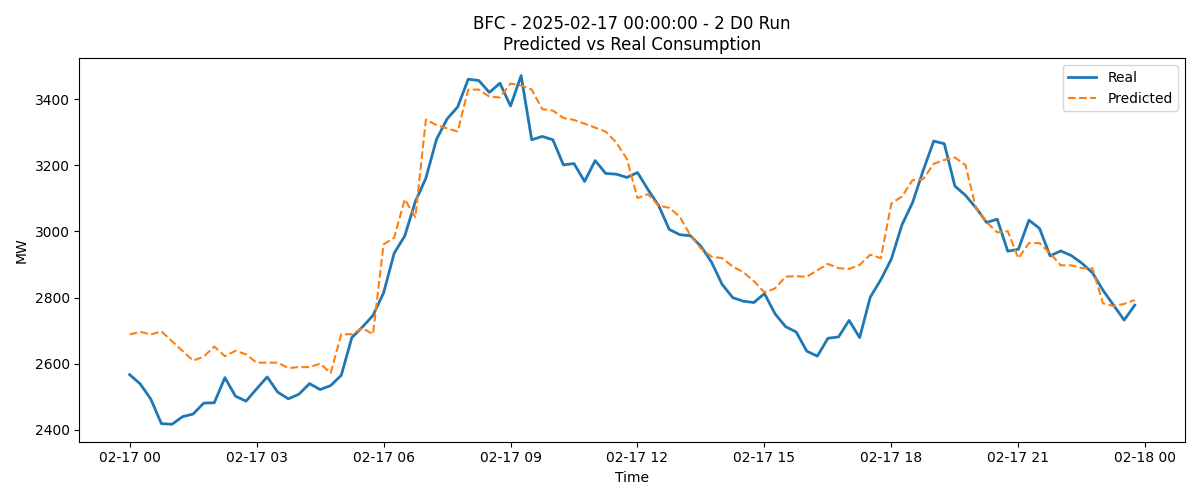 BFC - 2025-02-17 00:00:00 - 2 D0 Run
Predicted vs Real Consumption
Real
Predicted
MW
3400
3200
3000
2800
2600
2400
02-17 00
02-17 03
02-17 06
02-17 09
02-17 12
02-17 15
02-17 18
02-17 21
02-18 00
Time